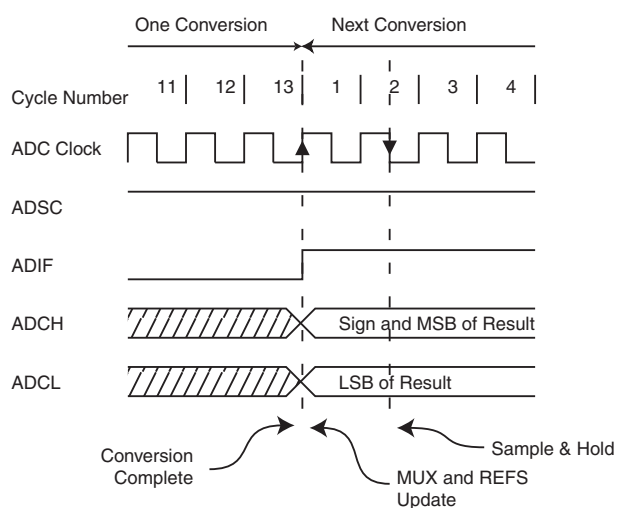 One Conversion Next Conversion
Cycle Number 11 12 13 1 2 3 4
ADC Clock
ADSC
ADIF
ADCH Sign and MSB of Result
ADCL LSB of Result
Conversion
Complete
MUX and REFS
Update
Sample & Hold